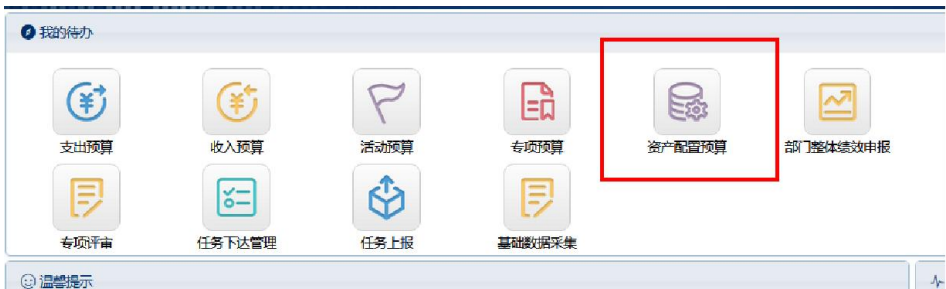 我的待办
支出预算 收入预算 活动预算 专项预算 资产配置预算 部门整体绩效申报
专项评审 任务下达管理 任务上报 基础数据采集
温馨提示